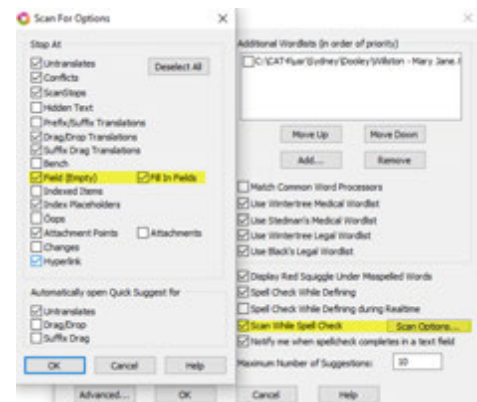 Scan For Options
Stop At
Untranslates
Deselect All
Conflicts
ScanStops
Hidden Text
Prefix/Suffix Translations
Drag/Drop Translations
Suffix Drag Translations
Bench
Field (Empty)
Fill In Fields
Indexed Items
Index Placeholders
Oops
Attachment Points
Attachments
Changes
Hyperlink
Automatically open Quick Suggest for
Untranslates
Drag/Drop
Suffix Drag
OK
Cancel
Help
Advanced...
OK
Additional Wordlists (in order of priority)
Mary Jane
Move Up
Move Down
Add...
Remove
Match Common Word Processors
Use Wintertree Medical Wordlist
Use Stedman's Medical Wordlist
Use Wintertree Legal Wordlist
Use Black's Legal Wordlist
Display Red Squiggle Under Misspelled Words
Spell Check While Defining
Spell Check While Defining during Realtime
Scan While Spell Check
Scan Options...
Notify me when spellcheck completes in a text field
Maximum Number of Suggestions:
10
Cancel
Help